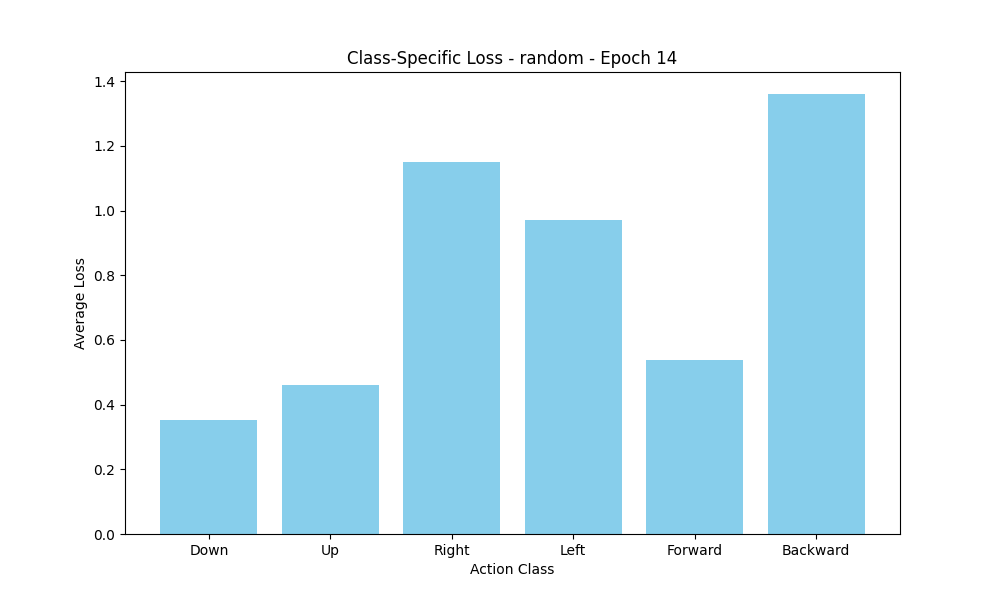 Class-Specific Loss - random - Epoch 14
Average Loss
1.4
1.2
1.0
0.8
0.6
0.4
0.2
0.0
Down Up Right Left Forward Backward
Action Class